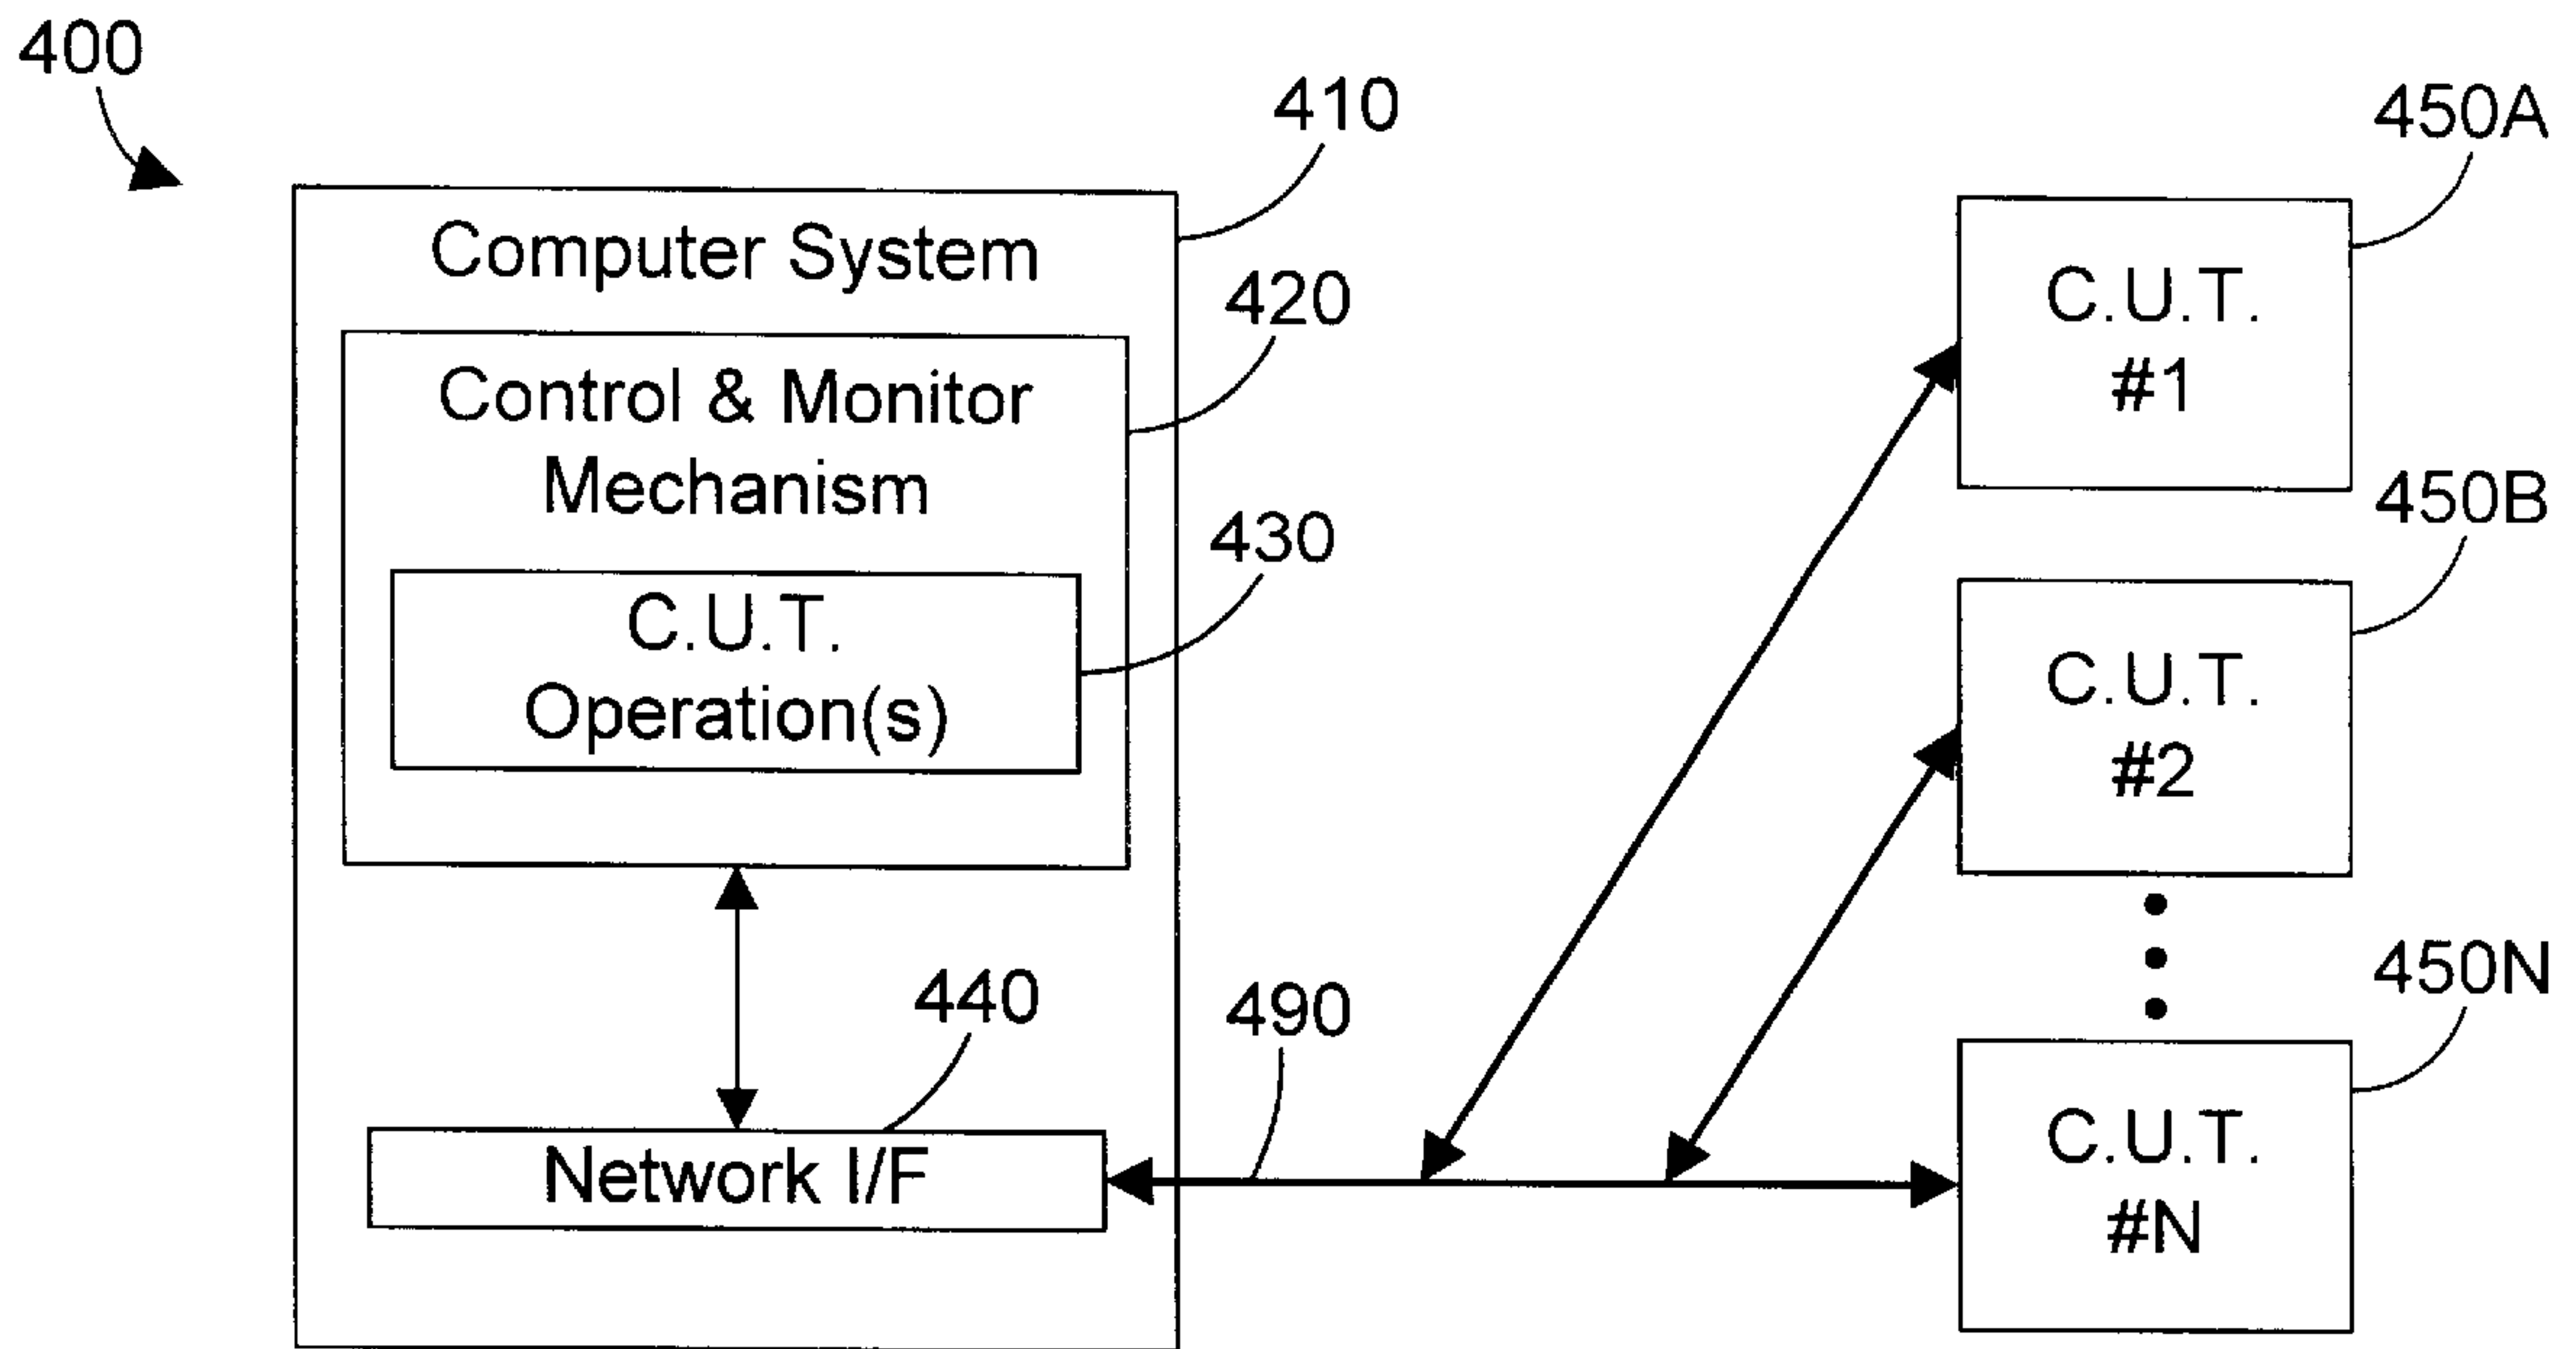 400
410
Computer System
420
Control & Monitor
Mechanism
430
C.U.T.
Operation(s)
440
Network I/F
490
450A
C.U.T.
#1
450B
C.U.T.
#2
450N
C.U.T.
#N